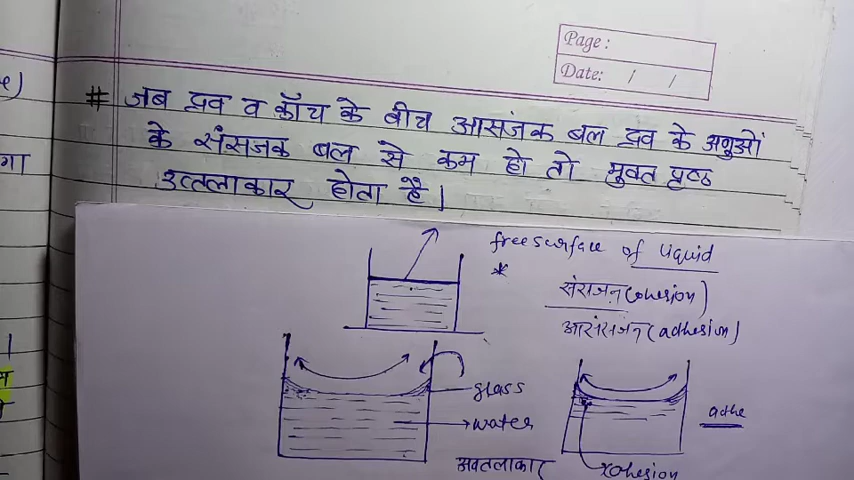 Page:
Date: / /
# जब द्रव व काँच के बीच आसंजक बल द्रव के अणुओं
के संसजक बल से कम हो तो मुक्त पृष्ठ
उत्तलाकार होता है।
free surface of liquid
*
संसजन (cohesion)
आसंसजन (adhesion)
glass
water
अवतलाकार
adhe
cohesion
गा